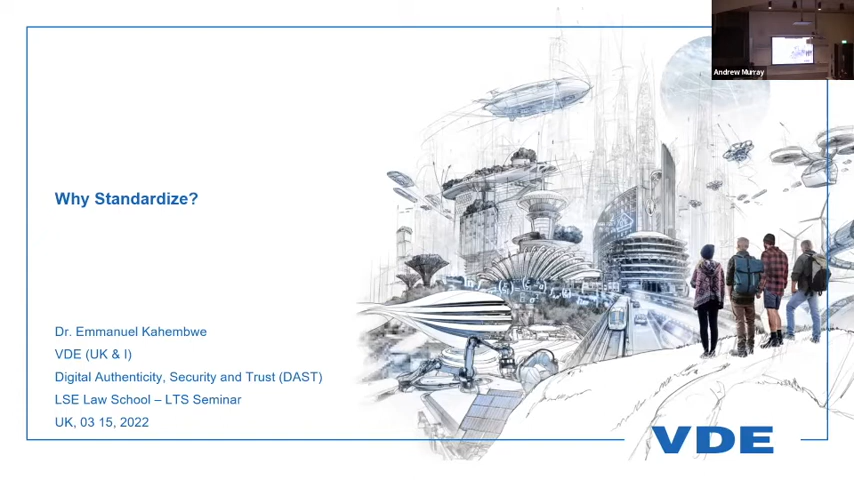 Andrew Murray
Why Standardize?
Dr. Emmanuel Kahembwe
VDE (UK & I)
Digital Authenticity, Security and Trust (DAST)
LSE Law School – LTS Seminar
UK, 03 15, 2022
VDE